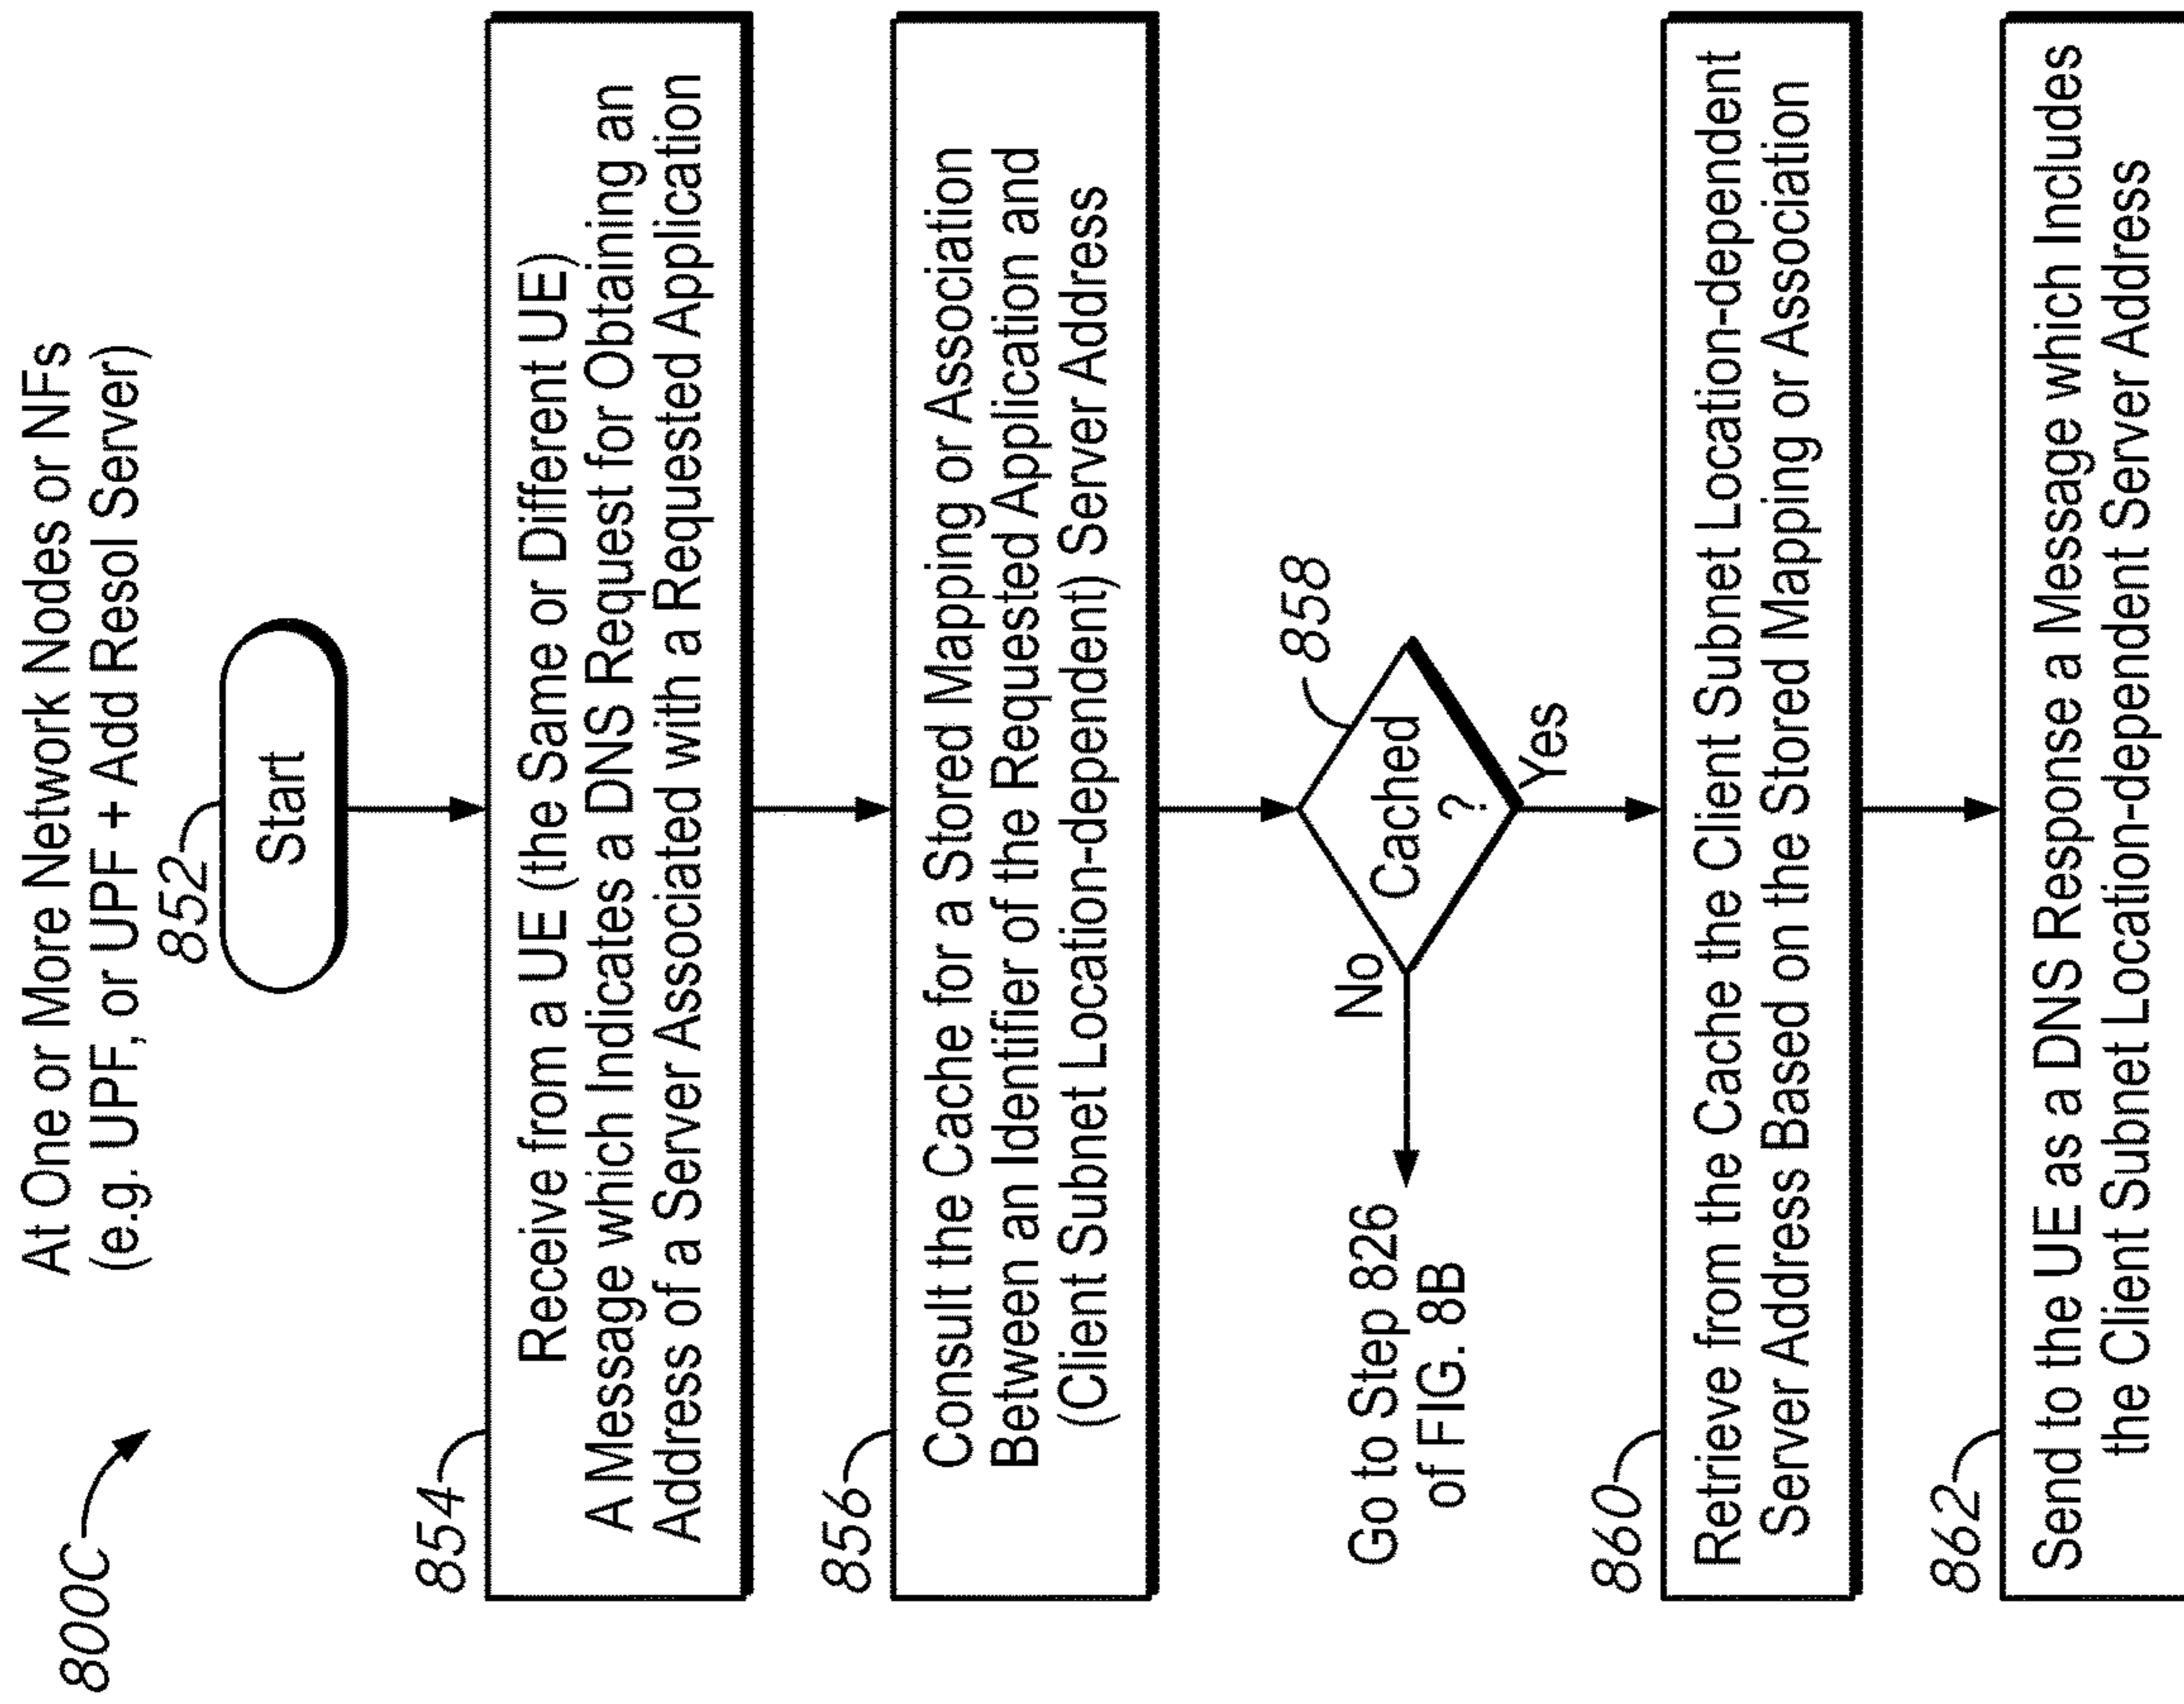 800C
At One or More Network Nodes or NFs
(e.g. UPF, or UPF + Add Resol Server)
852
Start
854
Receive from a UE (the Same or Different UE)
A Message which Indicates a DNS Request for Obtaining an
Address of a Server Associated with a Requested Application
856
Consult the Cache for a Stored Mapping or Association
Between an Identifier of the Requested Application and
(Client Subnet Location-dependent) Server Address
858
Cached
?
No
Go to Step 826
of FIG. 8B
Yes
860
Retrieve from the Cache the Client Subnet Location-dependent
Server Address Based on the Stored Mapping or Association
862
Send to the UE as a DNS Response a Message which Includes
the Client Subnet Location-dependent Server Address